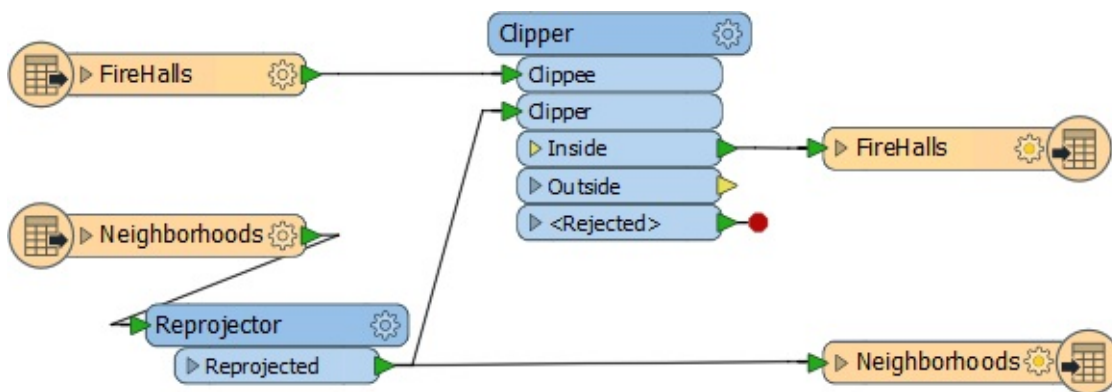 FireHalls
Clipper
Clippee
Clipper
Inside
Outside
<Rejected>
FireHalls
Neighborhoods
Reprojector
Reprojected
Neighborhoods